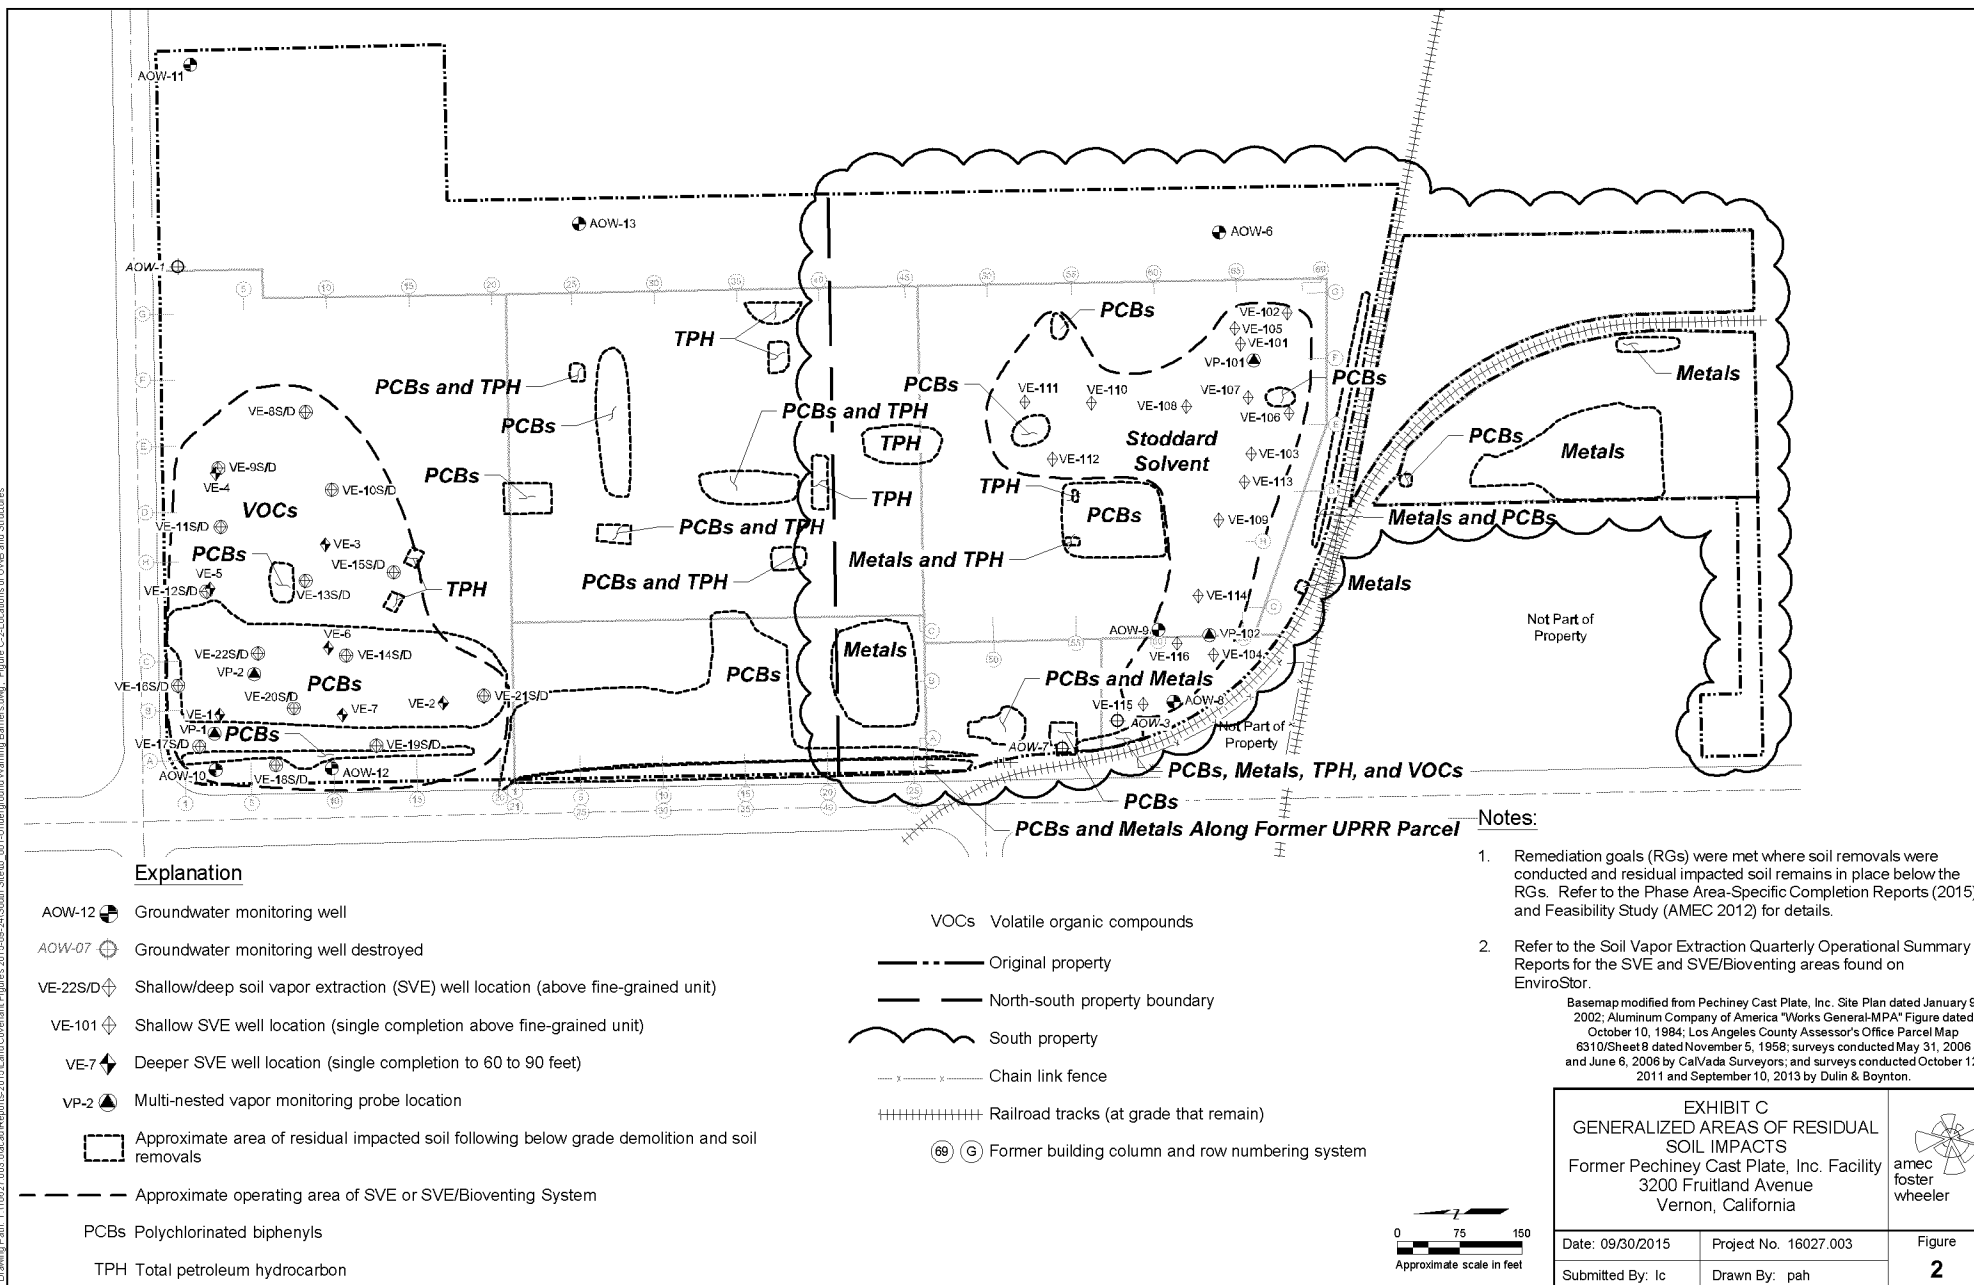 AOW-11
AOW-13
AOW-6
AOW-1
5
10
15
20
25
30
35
40
45
50
55
60
65
69
G
F
E
D
H
C
B
A
PCBs
VE-102
VE-105
VE-101
VP-101
TPH
PCBs and TPH
PCBs
VE-111
VE-110
VE-107
PCBs
VE-108
VE-106
Metals
VE-8S/D
PCBs
PCBs and TPH
TPH
Stoddard
Solvent
PCBs
Metals
VE-9S/D
VE-4
VE-10S/D
PCBs
VE-112
VE-103
VE-113
VOCs
TPH
TPH
PCBs
VE-109
Metals and PCBs
VE-11S/D
PCBs and TPH
PCBs
VE-3
VE-15S/D
Metals and TPH
VE-5
VE-12S/D
VE-13S/D
TPH
PCBs and TPH
Metals
VE-114
Not Part of
Property
VE-6
VE-22S/D
VE-14S/D
VP-2
AOW-9
VP-102
VE-116
VE-104
Metals
VE-16S/D
PCBs
VE-20S/D
VE-2
VE-21S/D
PCBs
PCBs and Metals
VE-1
VE-7
VE-115
AOW-8
AOW-3
VP-1
PCBs
VE-17S/D
VE-19S/D
AOW-7
Not Part of
Property
AOW-10
VE-18S/D
AOW-12
PCBs, Metals, TPH, and VOCs
PCBs
PCBs and Metals Along Former UPRR Parcel
Explanation
AOW-12 Groundwater monitoring well
AOW-07 Groundwater monitoring well destroyed
VE-22S/D Shallow/deep soil vapor extraction (SVE) well location (above fine-grained unit)
VE-101 Shallow SVE well location (single completion above fine-grained unit)
VE-7 Deeper SVE well location (single completion to 60 to 90 feet)
VP-2 Multi-nested vapor monitoring probe location
Approximate area of residual impacted soil following below grade demolition and soil
removals
Approximate operating area of SVE or SVE/Bioventing System
PCBs Polychlorinated biphenyls
TPH Total petroleum hydrocarbon
VOCs Volatile organic compounds
Original property
North-south property boundary
South property
Chain link fence
Railroad tracks (at grade that remain)
69 G Former building column and row numbering system
Notes:
1. Remediation goals (RGs) were met where soil removals were
conducted and residual impacted soil remains in place below the
RGs. Refer to the Phase Area-Specific Completion Reports (2015)
and Feasibility Study (AMEC 2012) for details.
2. Refer to the Soil Vapor Extraction Quarterly Operational Summary
Reports for the SVE and SVE/Bioventing areas found on
EnviroStor.
Basemap modified from Pechiney Cast Plate, Inc. Site Plan dated January 9
2002; Aluminum Company of America "Works General-MPA" Figure dated
October 10, 1984; Los Angeles County Assessor's Office Parcel Map
6310/Sheet 8 dated November 5, 1958; surveys conducted May 31, 2006
and June 6, 2006 by CalVada Surveyors; and surveys conducted October 12
2011 and September 10, 2013 by Dulin & Boynton.
Z
0 75 150
Approximate scale in feet
EXHIBIT C
GENERALIZED AREAS OF RESIDUAL
SOIL IMPACTS
Former Pechiney Cast Plate, Inc. Facility
3200 Fruitland Avenue
Vernon, California
amec
foster
wheeler
Date: 09/30/2015
Project No. 16027.003
Figure
2
Submitted By: lc
Drawn By: pah